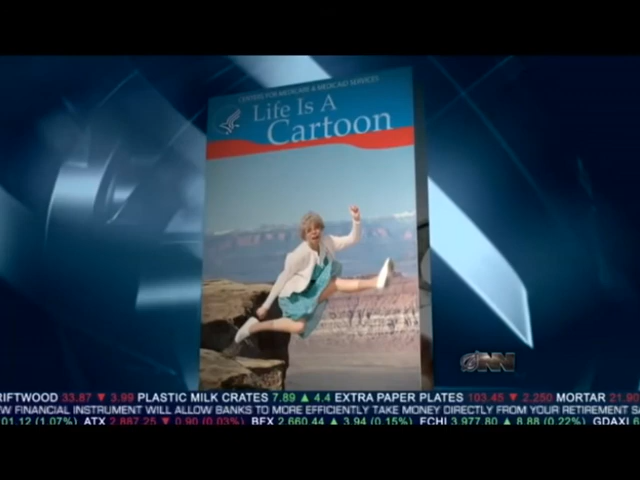 CENTERS FOR MEDICARE & MEDICAID SERVICES
Life Is A
Cartoon
ONN
RIFTWOOD 33.87 ▼ 3.99 PLASTIC MILK CRATES 7.89 ▲ 4.4 EXTRA PAPER PLATES 103.45 ▼ 2.250 MORTAR 21.90
W FINANCIAL INSTRUMENT WILL ALLOW BANKS TO MORE EFFICIENTLY TAKE MONEY DIRECTLY FROM YOUR RETIREMENT SA
01.12 (1.07%) ATX 2,887.25 ▼ 0.90 (0.03%) BFX 2,660.44 ▲ 3.94 (0.15%) FCHI 3,977.80 ▲ 8.88 (0.22%) GDAXI